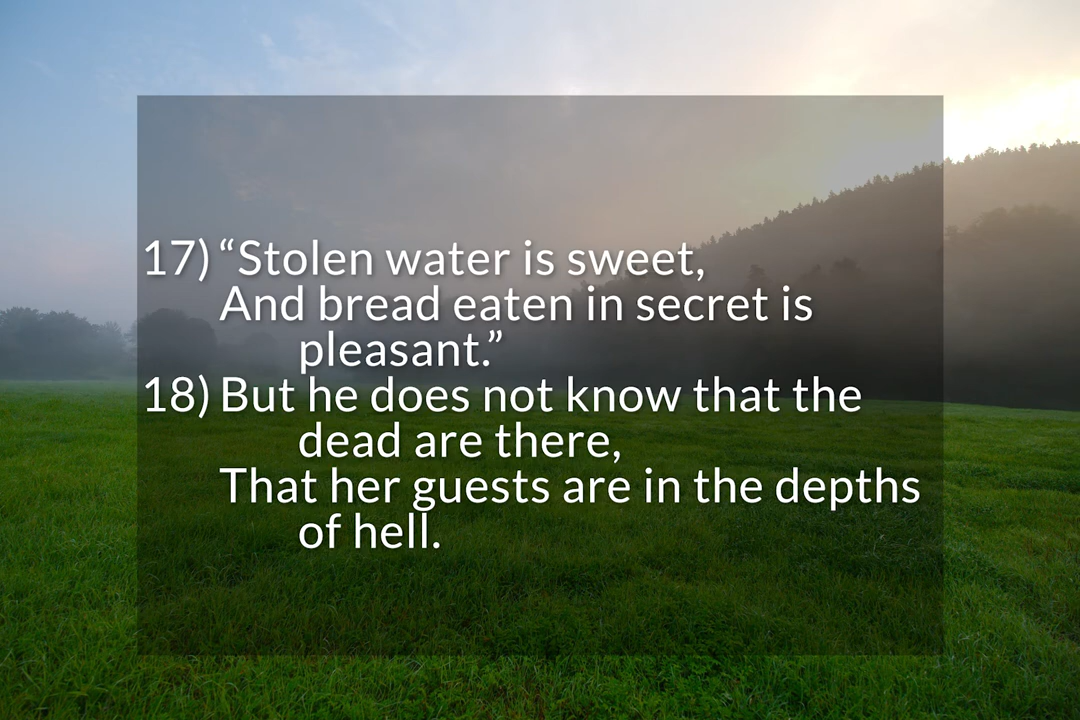 17) “Stolen water is sweet,
And bread eaten in secret is
pleasant.”
18) But he does not know that the
dead are there,
That her guests are in the depths
of hell.